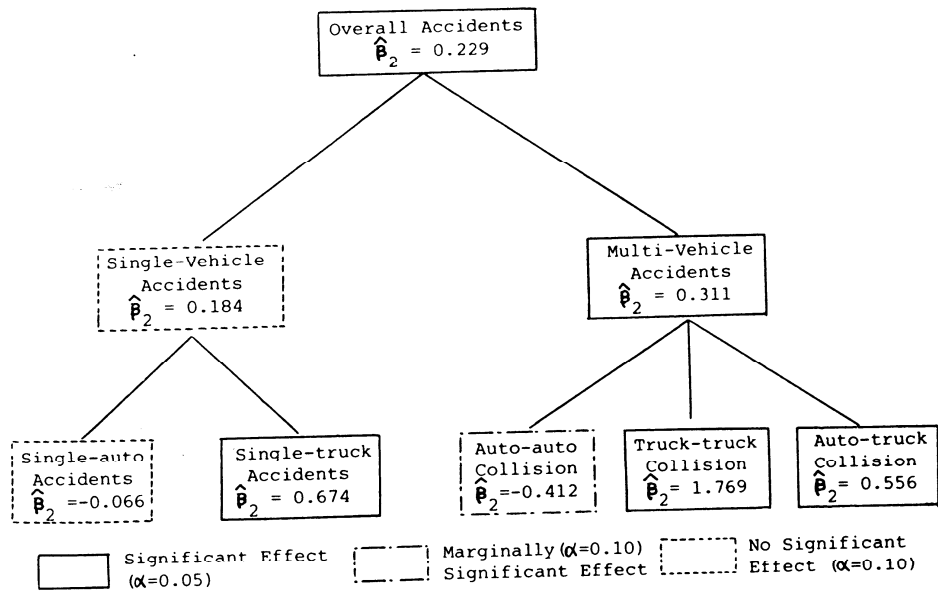 Overall Accidents
β̂₂ = 0.229
Single-Vehicle
Accidents
β̂₂ = 0.184
Multi-Vehicle
Accidents
β̂₂ = 0.311
Single-auto
Accidents
β̂₂ =-0.066
Single-truck
Accidents
β̂₂ = 0.674
Auto-auto
Collision
β̂₂=-0.412
Truck-truck
Collision
β̂₂= 1.769
Auto-truck
Collision
β̂₂= 0.556
Significant Effect
(α=0.05)
Marginally (α=0.10)
Significant Effect
No Significant
Effect (α=0.10)